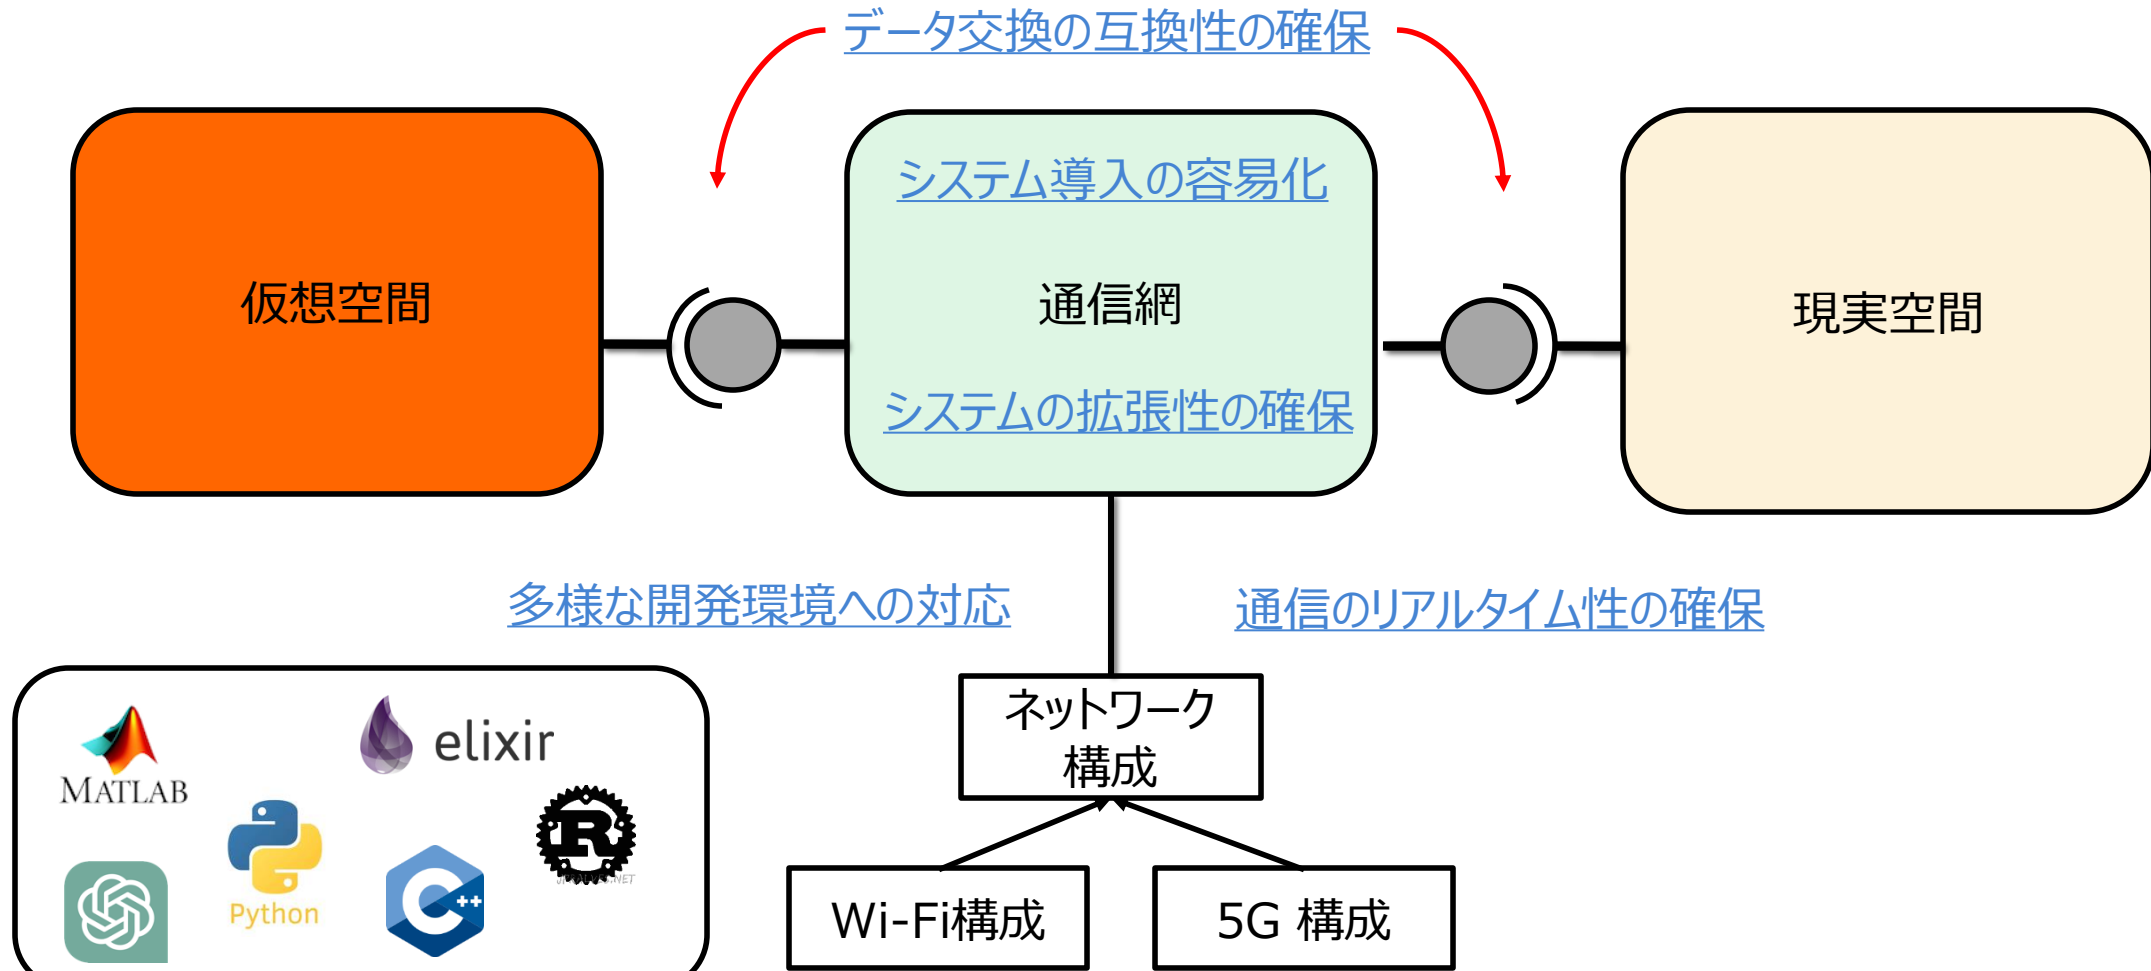 データ交換の互換性の確保
システム導入の容易化
仮想空間
通信網
現実空間
システムの拡張性の確保
多様な開発環境への対応
通信のリアルタイム性の確保
ネットワーク
構成
MATLAB
elixir
R
Python
C++
Wi-Fi構成
5G 構成